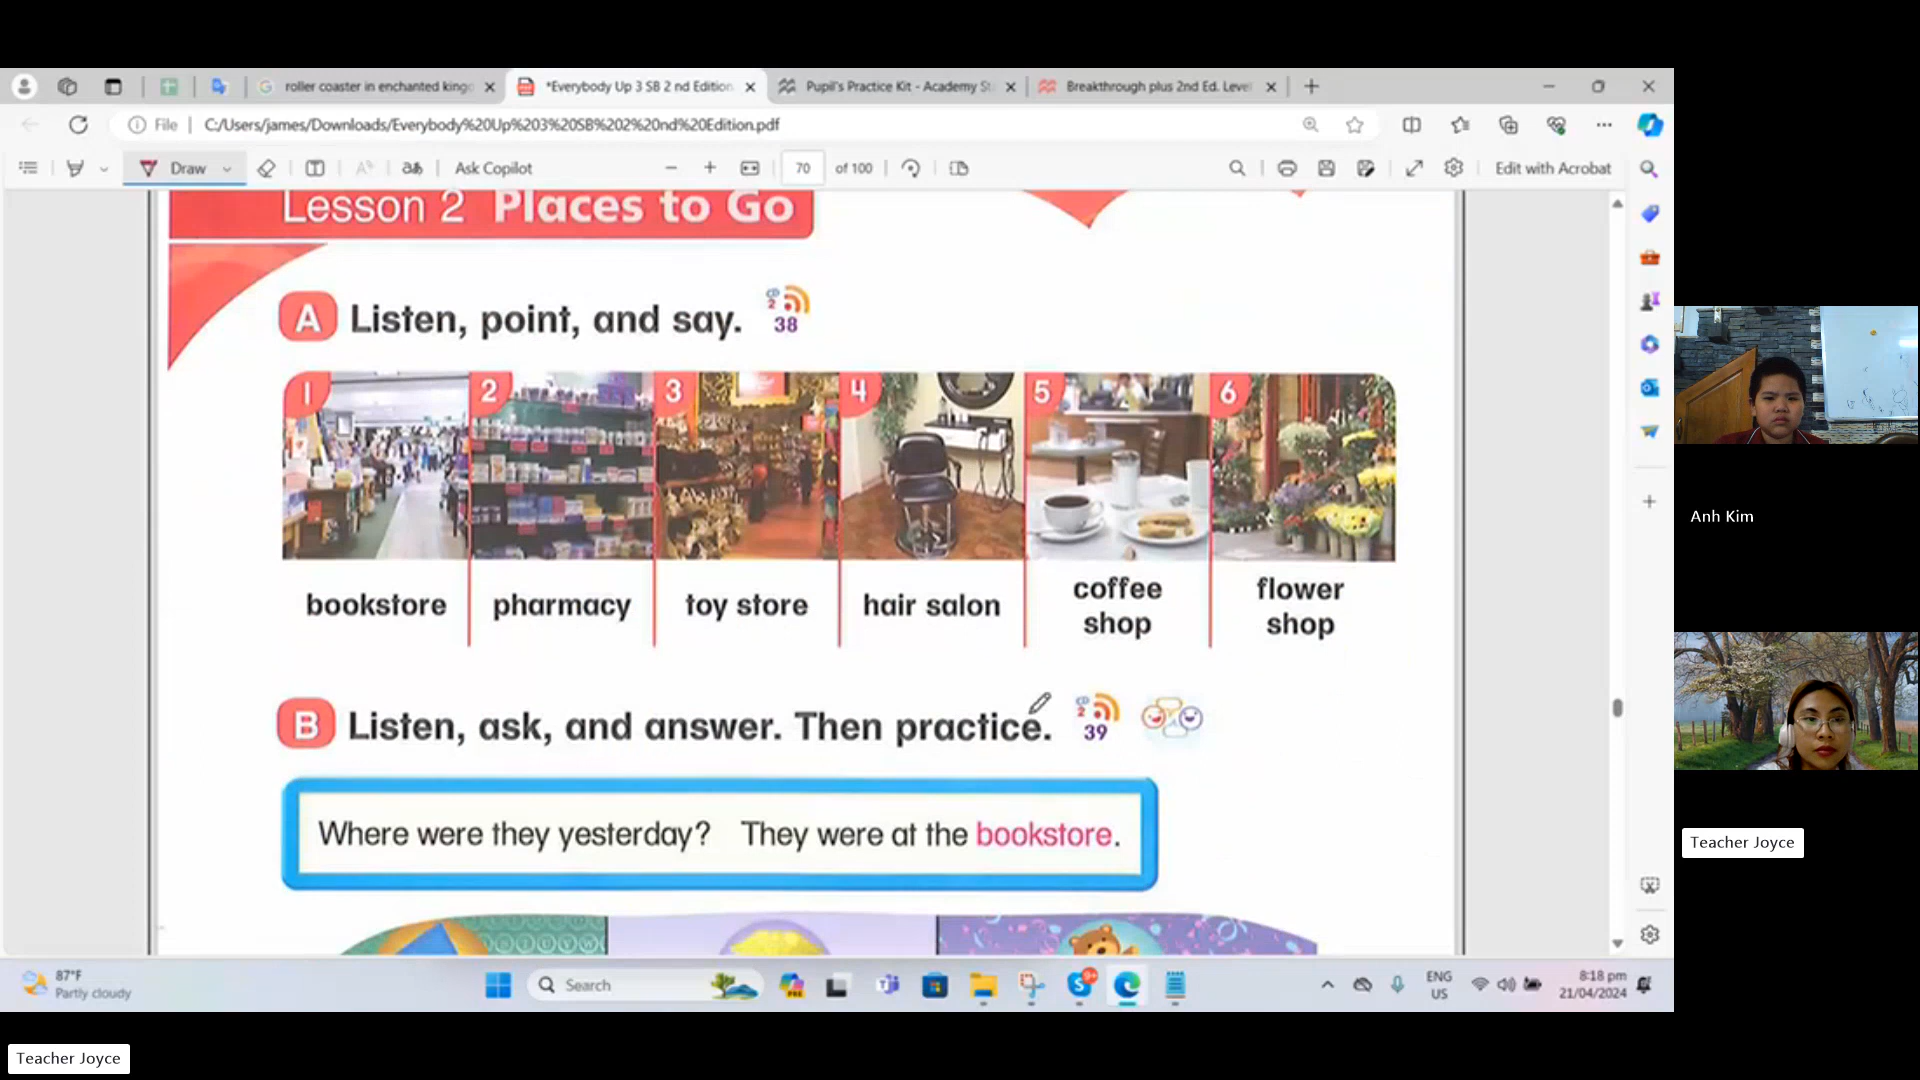 roller coaster in enchanted king
*Everybody Up 3 SB 2 nd Edition
Pupil's Practice Kit - Academy St
Breakthrough plus 2nd Ed. Level
File
C:/Users/james/Downloads/Everybody%20Up%203%20SB%202%20nd%20Edition.pdf
Draw
Ask Copilot
70 of 100
Edit with Acrobat
Lesson 2 Places to Go
A Listen, point, and say. CD 2 38
1 2 3 4 5 6
bookstore
pharmacy
toy store
hair salon
coffee
shop
flower
shop
B Listen, ask, and answer. Then practice. CD 2 39
Where were they yesterday? They were at the bookstore.
Anh Kim
Teacher Joyce
87°F
Partly cloudy
Search
ENG
US
8:18 pm
21/04/2024
Teacher Joyce